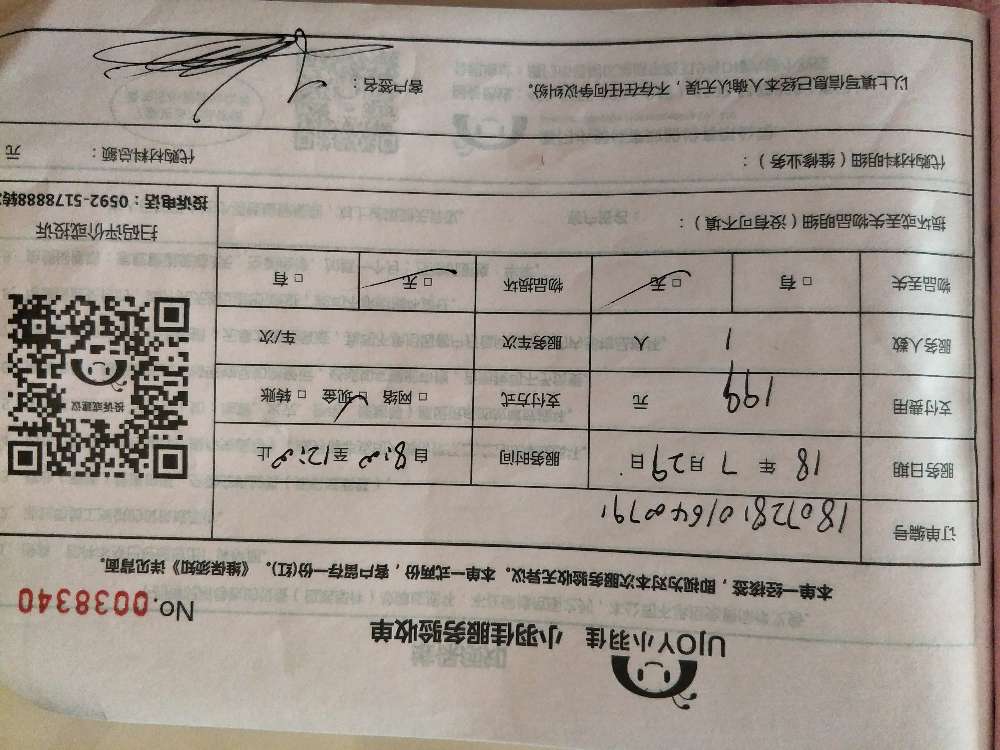 UJOY小羽佳 小羽佳服务验收单
No.0038340
本单一经接签，即视为对本次服务验收无异议。本单一式两份，客户留存一份(红)。《维保须知》详见背面。
订单编号 180728101640079
服务日期 18 年 7 月 29 日 服务时间 自 8:00 至 12:00 止
支付费用 199 元 支付方式 □ 网络 □ 现金 □ 转账
服务人数 1 人 服务车次 车/次
物品丢失 □ 有 □ 无 物品损坏 □ 无 □ 有
投诉或建议
扫码评价或投诉
投诉电话：0592-5178888转
损坏或丢失物品明细（没有可不填）：
代购材料明细（维修业务）： 代购材料总额： 元
以上填写信息已经本人确认无误，不存在任何争议纠纷。 客户签名：